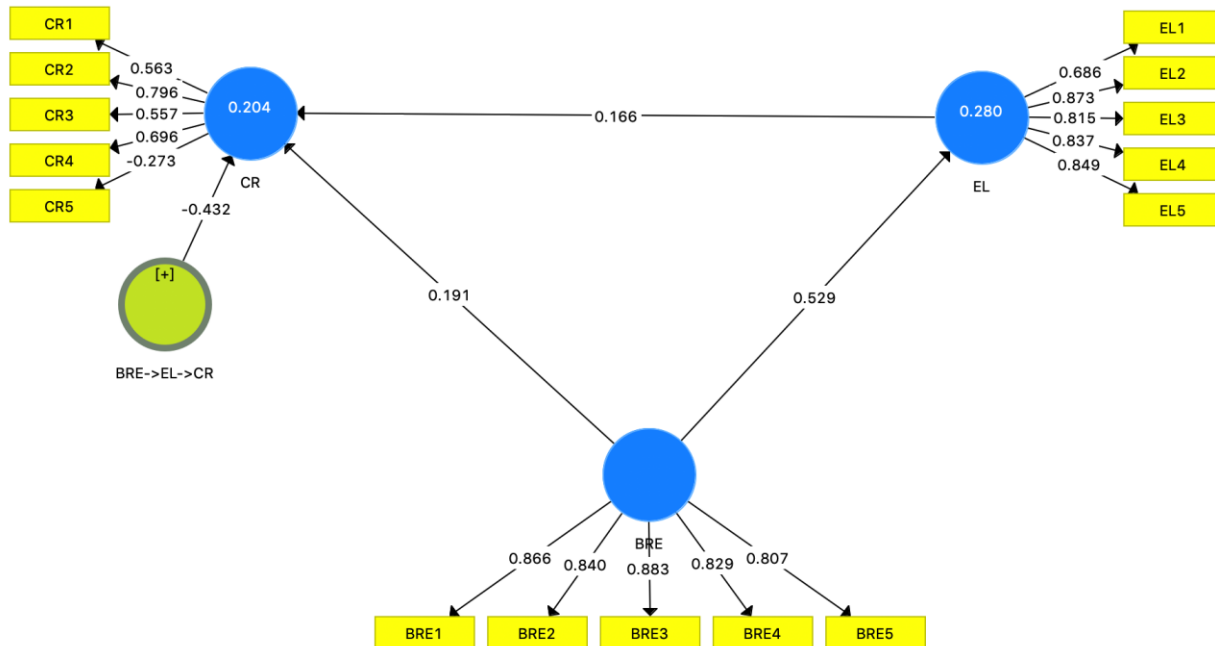 CR1
CR2
CR3
CR4
CR5
0.563
0.796
0.557
0.696
-0.273
0.204
CR
-0.432
[+]
BRE->EL->CR
0.166
0.191
0.529
0.280
EL
0.686
0.873
0.815
0.837
0.849
EL1
EL2
EL3
EL4
EL5
BRE
0.866
0.840
0.883
0.829
0.807
BRE1
BRE2
BRE3
BRE4
BRE5